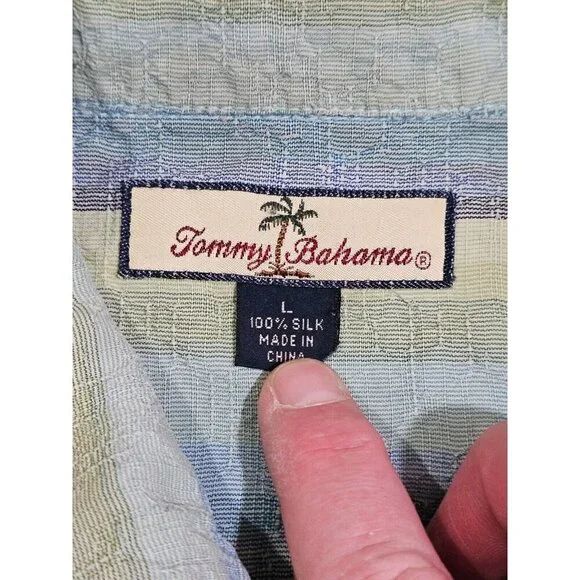 Tommy Bahama®
L
100% SILK
MADE IN
CHINA